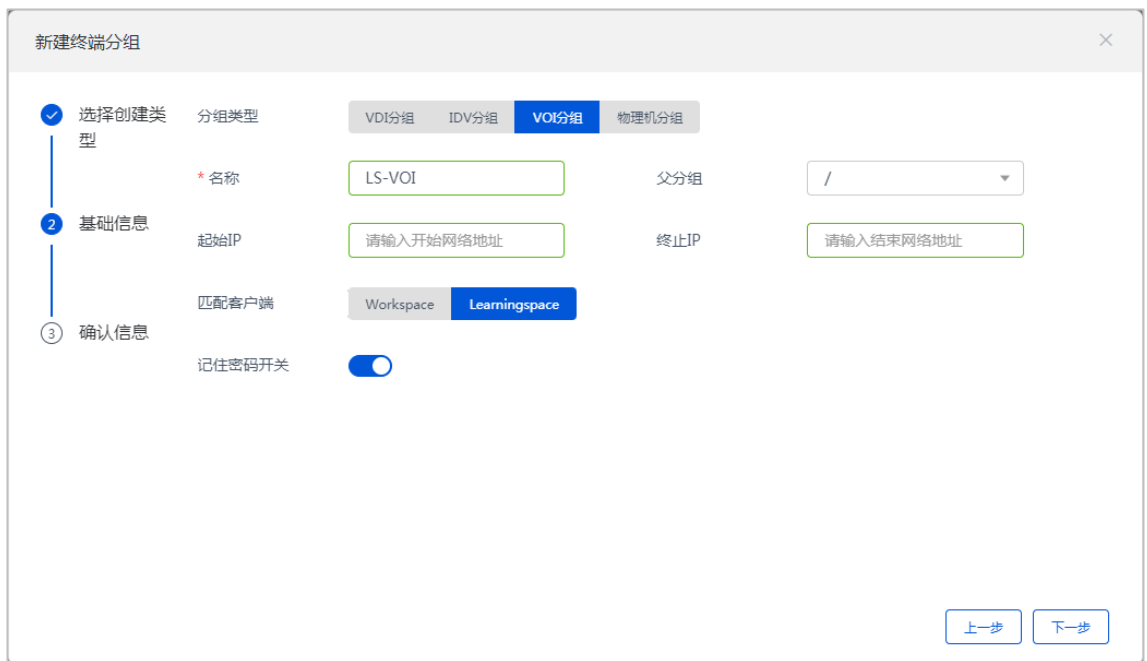 新建终端分组
选择创建类
型
分组类型
VDI分组 IDV分组 VOI分组 物理机分组
* 名称
LS-VOI
父分组
/
2
基础信息
起始IP
请输入开始网络地址
终止IP
请输入结束网络地址
匹配客户端
Workspace Learningspace
3
确认信息
记住密码开关
上一步 下一步